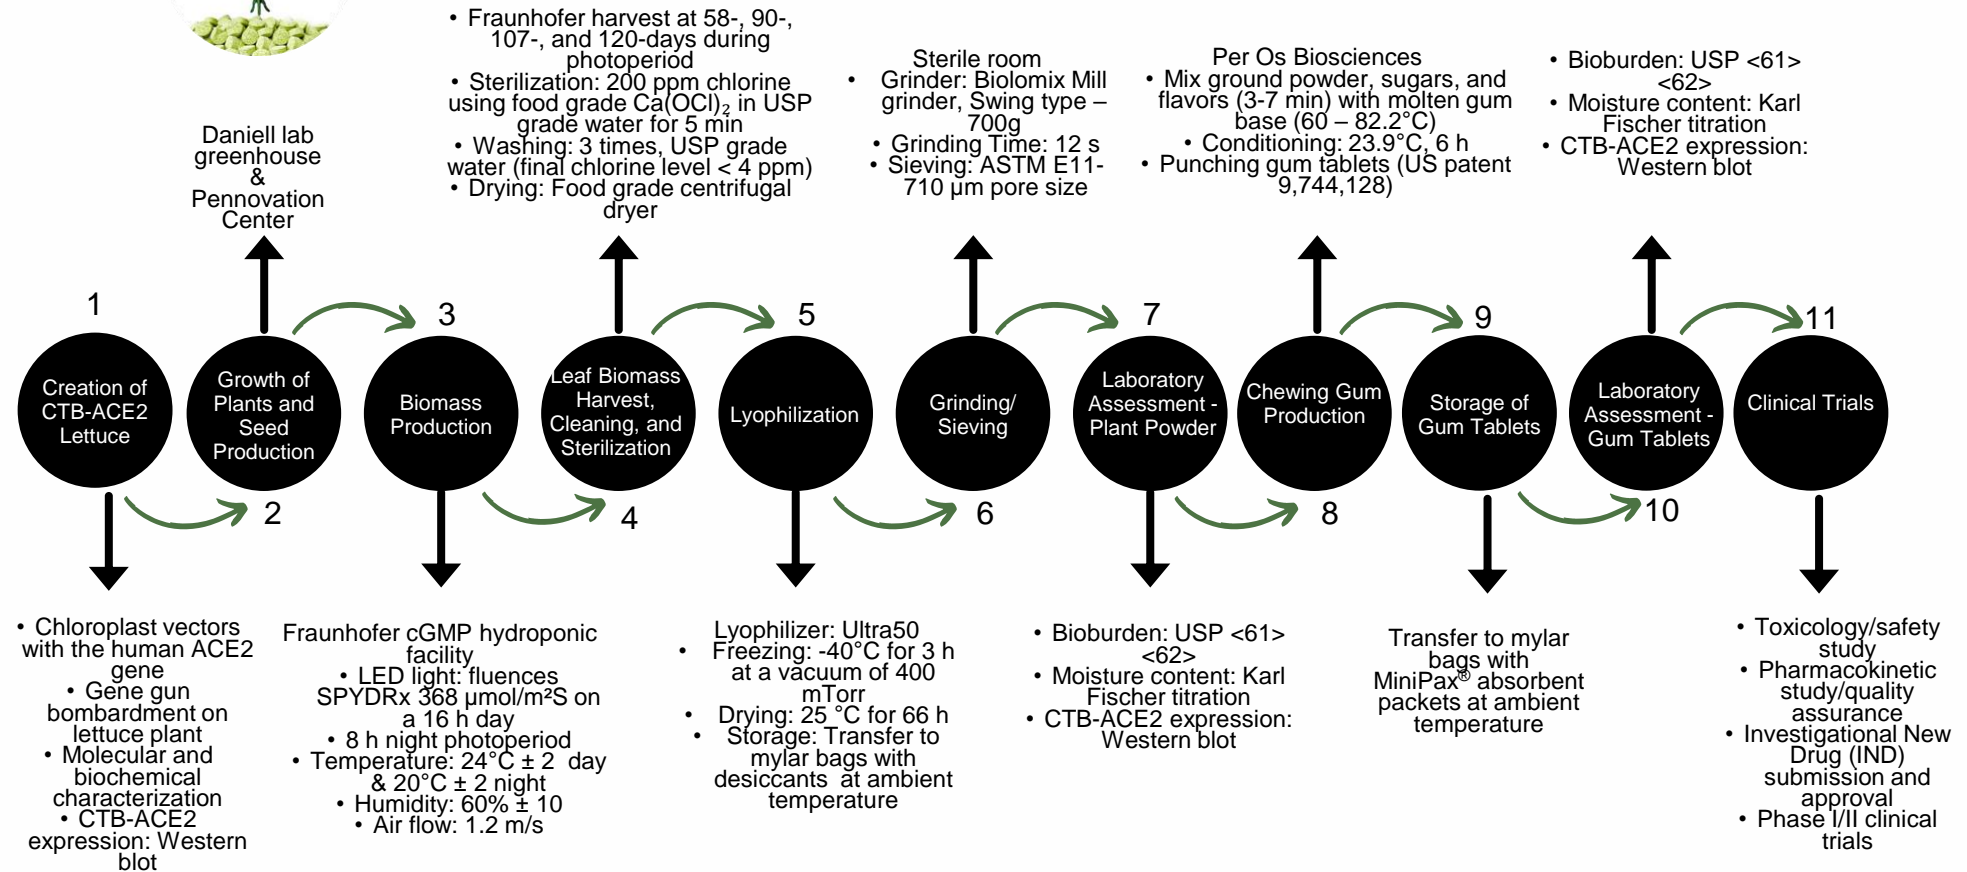 Daniell lab
greenhouse
&
Pennovation
Center
• Fraunhofer harvest at 58-, 90-,
107-, and 120-days during
photoperiod
• Sterilization: 200 ppm chlorine
using food grade Ca(OCl)₂ in USP
grade water for 5 min
• Washing: 3 times, USP grade
water (final chlorine level < 4 ppm)
• Drying: Food grade centrifugal
dryer
Sterile room
• Grinder: Biolomix Mill
grinder, Swing type –
700g
• Grinding Time: 12 s
• Sieving: ASTM E11-
710 µm pore size
Per Os Biosciences
• Mix ground powder, sugars, and
flavors (3-7 min) with molten gum
base (60 – 82.2°C)
• Conditioning: 23.9°C, 6 h
• Punching gum tablets (US patent
9,744,128)
• Bioburden: USP <61>
<62>
• Moisture content: Karl
Fischer titration
• CTB-ACE2 expression:
Western blot
1
Creation of
CTB-ACE2
Lettuce
2
Growth of
Plants and
Seed
Production
3
Biomass
Production
4
Leaf Biomass
Harvest,
Cleaning, and
Sterilization
5
Lyophilization
6
Grinding/
Sieving
7
Laboratory
Assessment -
Plant Powder
8
Chewing Gum
Production
9
Storage of
Gum Tablets
10
Laboratory
Assessment -
Gum Tablets
11
Clinical Trials
• Chloroplast vectors
with the human ACE2
gene
• Gene gun
bombardment on
lettuce plant
• Molecular and
biochemical
characterization
• CTB-ACE2
expression: Western
blot
Fraunhofer cGMP hydroponic
facility
• LED light: fluences
SPYDRx 368 µmol/m²S on
a 16 h day
• 8 h night photoperiod
• Temperature: 24°C ± 2 day
& 20°C ± 2 night
• Humidity: 60% ± 10
• Air flow: 1.2 m/s
Lyophilizer: Ultra50
• Freezing: -40°C for 3 h
at a vacuum of 400
mTorr
• Drying: 25 °C for 66 h
• Storage: Transfer to
mylar bags with
desiccants at ambient
temperature
• Bioburden: USP <61>
<62>
• Moisture content: Karl
Fischer titration
• CTB-ACE2 expression:
Western blot
Transfer to mylar
bags with
MiniPax® absorbent
packets at ambient
temperature
• Toxicology/safety
study
• Pharmacokinetic
study/quality
assurance
• Investigational New
Drug (IND)
submission and
approval
• Phase I/II clinical
trials